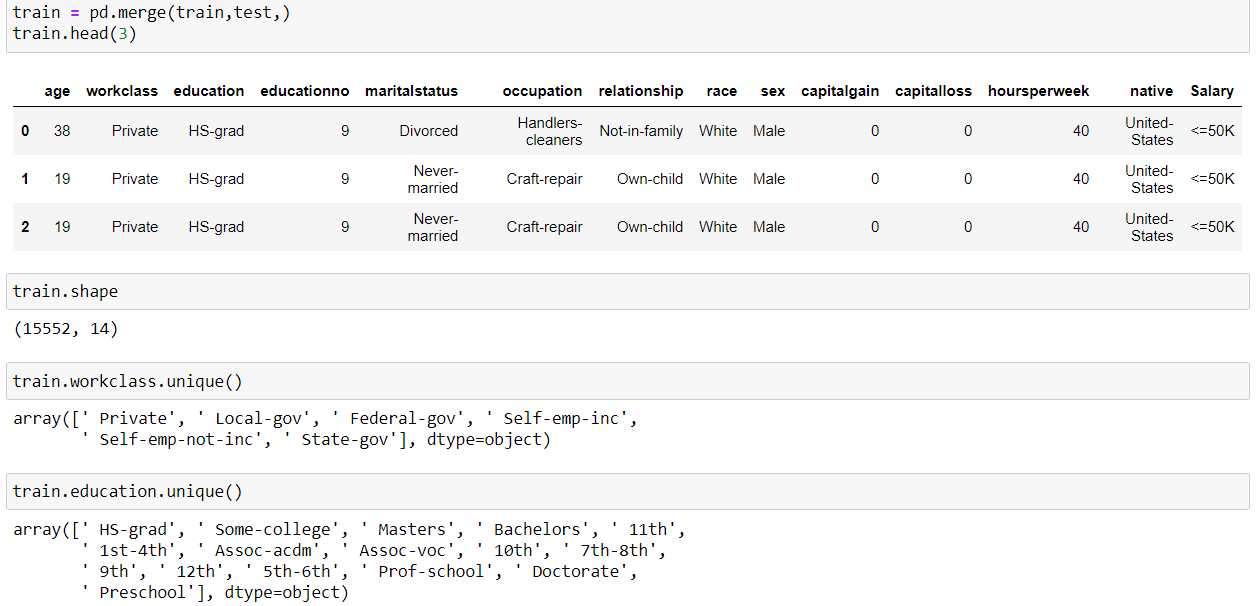 train = pd.merge(train,test,)
train.head(3)
age workclass education educationno maritalstatus occupation relationship race sex capitalgain capitalloss hoursperweek native Salary
0 38 Private HS-grad 9 Divorced Handlers-cleaners Not-in-family White Male 0 0 40 United-States <=50K
1 19 Private HS-grad 9 Never-married Craft-repair Own-child White Male 0 0 40 United-States <=50K
2 19 Private HS-grad 9 Never-married Craft-repair Own-child White Male 0 0 40 United-States <=50K
train.shape
(15552, 14)
train.workclass.unique()
array([' Private', ' Local-gov', ' Federal-gov', ' Self-emp-inc',
' Self-emp-not-inc', ' State-gov'], dtype=object)
train.education.unique()
array([' HS-grad', ' Some-college', ' Masters', ' Bachelors', ' 11th',
' 1st-4th', ' Assoc-acdm', ' Assoc-voc', ' 10th', ' 7th-8th',
' 9th', ' 12th', ' 5th-6th', ' Prof-school', ' Doctorate',
' Preschool'], dtype=object)